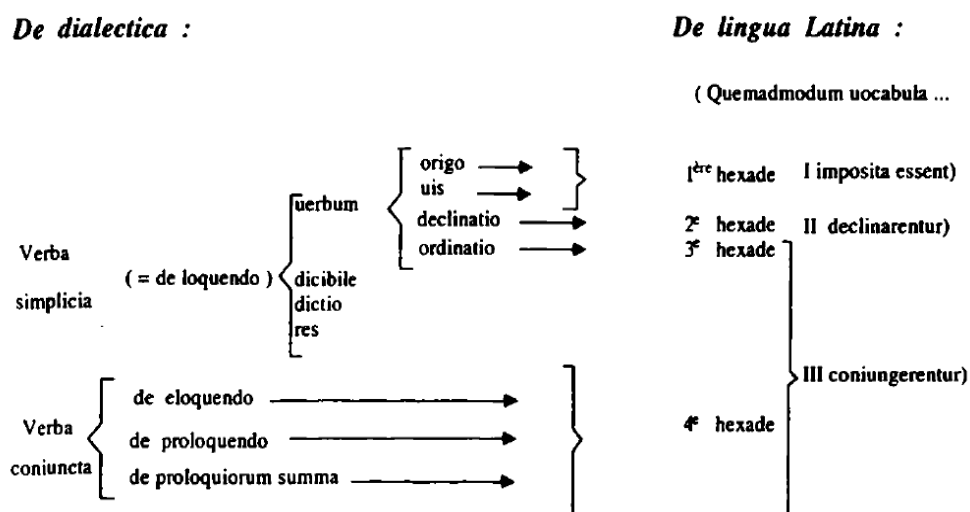 De dialectica :
De lingua Latina :
( Quemadmodum uocabula ...
origo
1ère hexade I imposita essent)
uis
uerbum
declinatio
2e hexade II declinarentur)
ordinatio
3e hexade
Verba
simplicia
( = de loquendo )
dicibile
dictio
res
III coniungerentur)
de eloquendo
Verba
coniuncta
de proloquendo
4e hexade
de proloquiorum summa